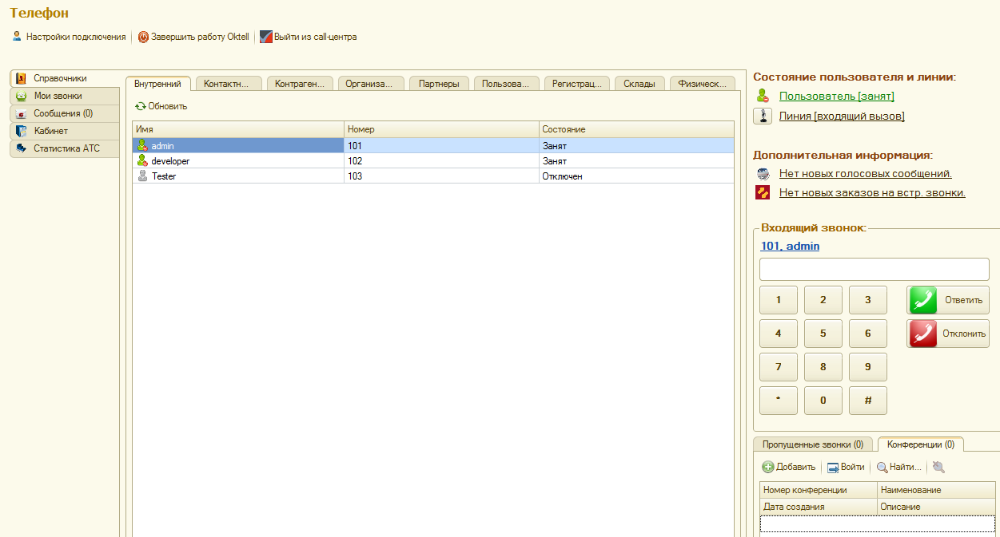 Телефон
Настройки подключения Завершить работу Oktell Выйти из call-центра
Справочники
Мои звонки
Сообщения (0)
Кабинет
Статистика АТС
Внутренний Контактн... Контраген... Организа... Партнеры Пользова... Регистрац... Склады Физическ...
Обновить
Имя Номер Состояние
admin 101 Занят
developer 102 Занят
Tester 103 Отключен
Состояние пользователя и линии:
Пользователь [занят]
Линия [входящий вызов]
Дополнительная информация:
Нет новых голосовых сообщений.
Нет новых заказов на встр. звонки.
Входящий звонок:
101, admin
1 2 3 Ответить
4 5 6 Отклонить
7 8 9
* 0 #
Пропущенные звонки (0) Конференции (0)
Добавить Войти Найти...
Номер конференции Наименование
Дата создания Описание